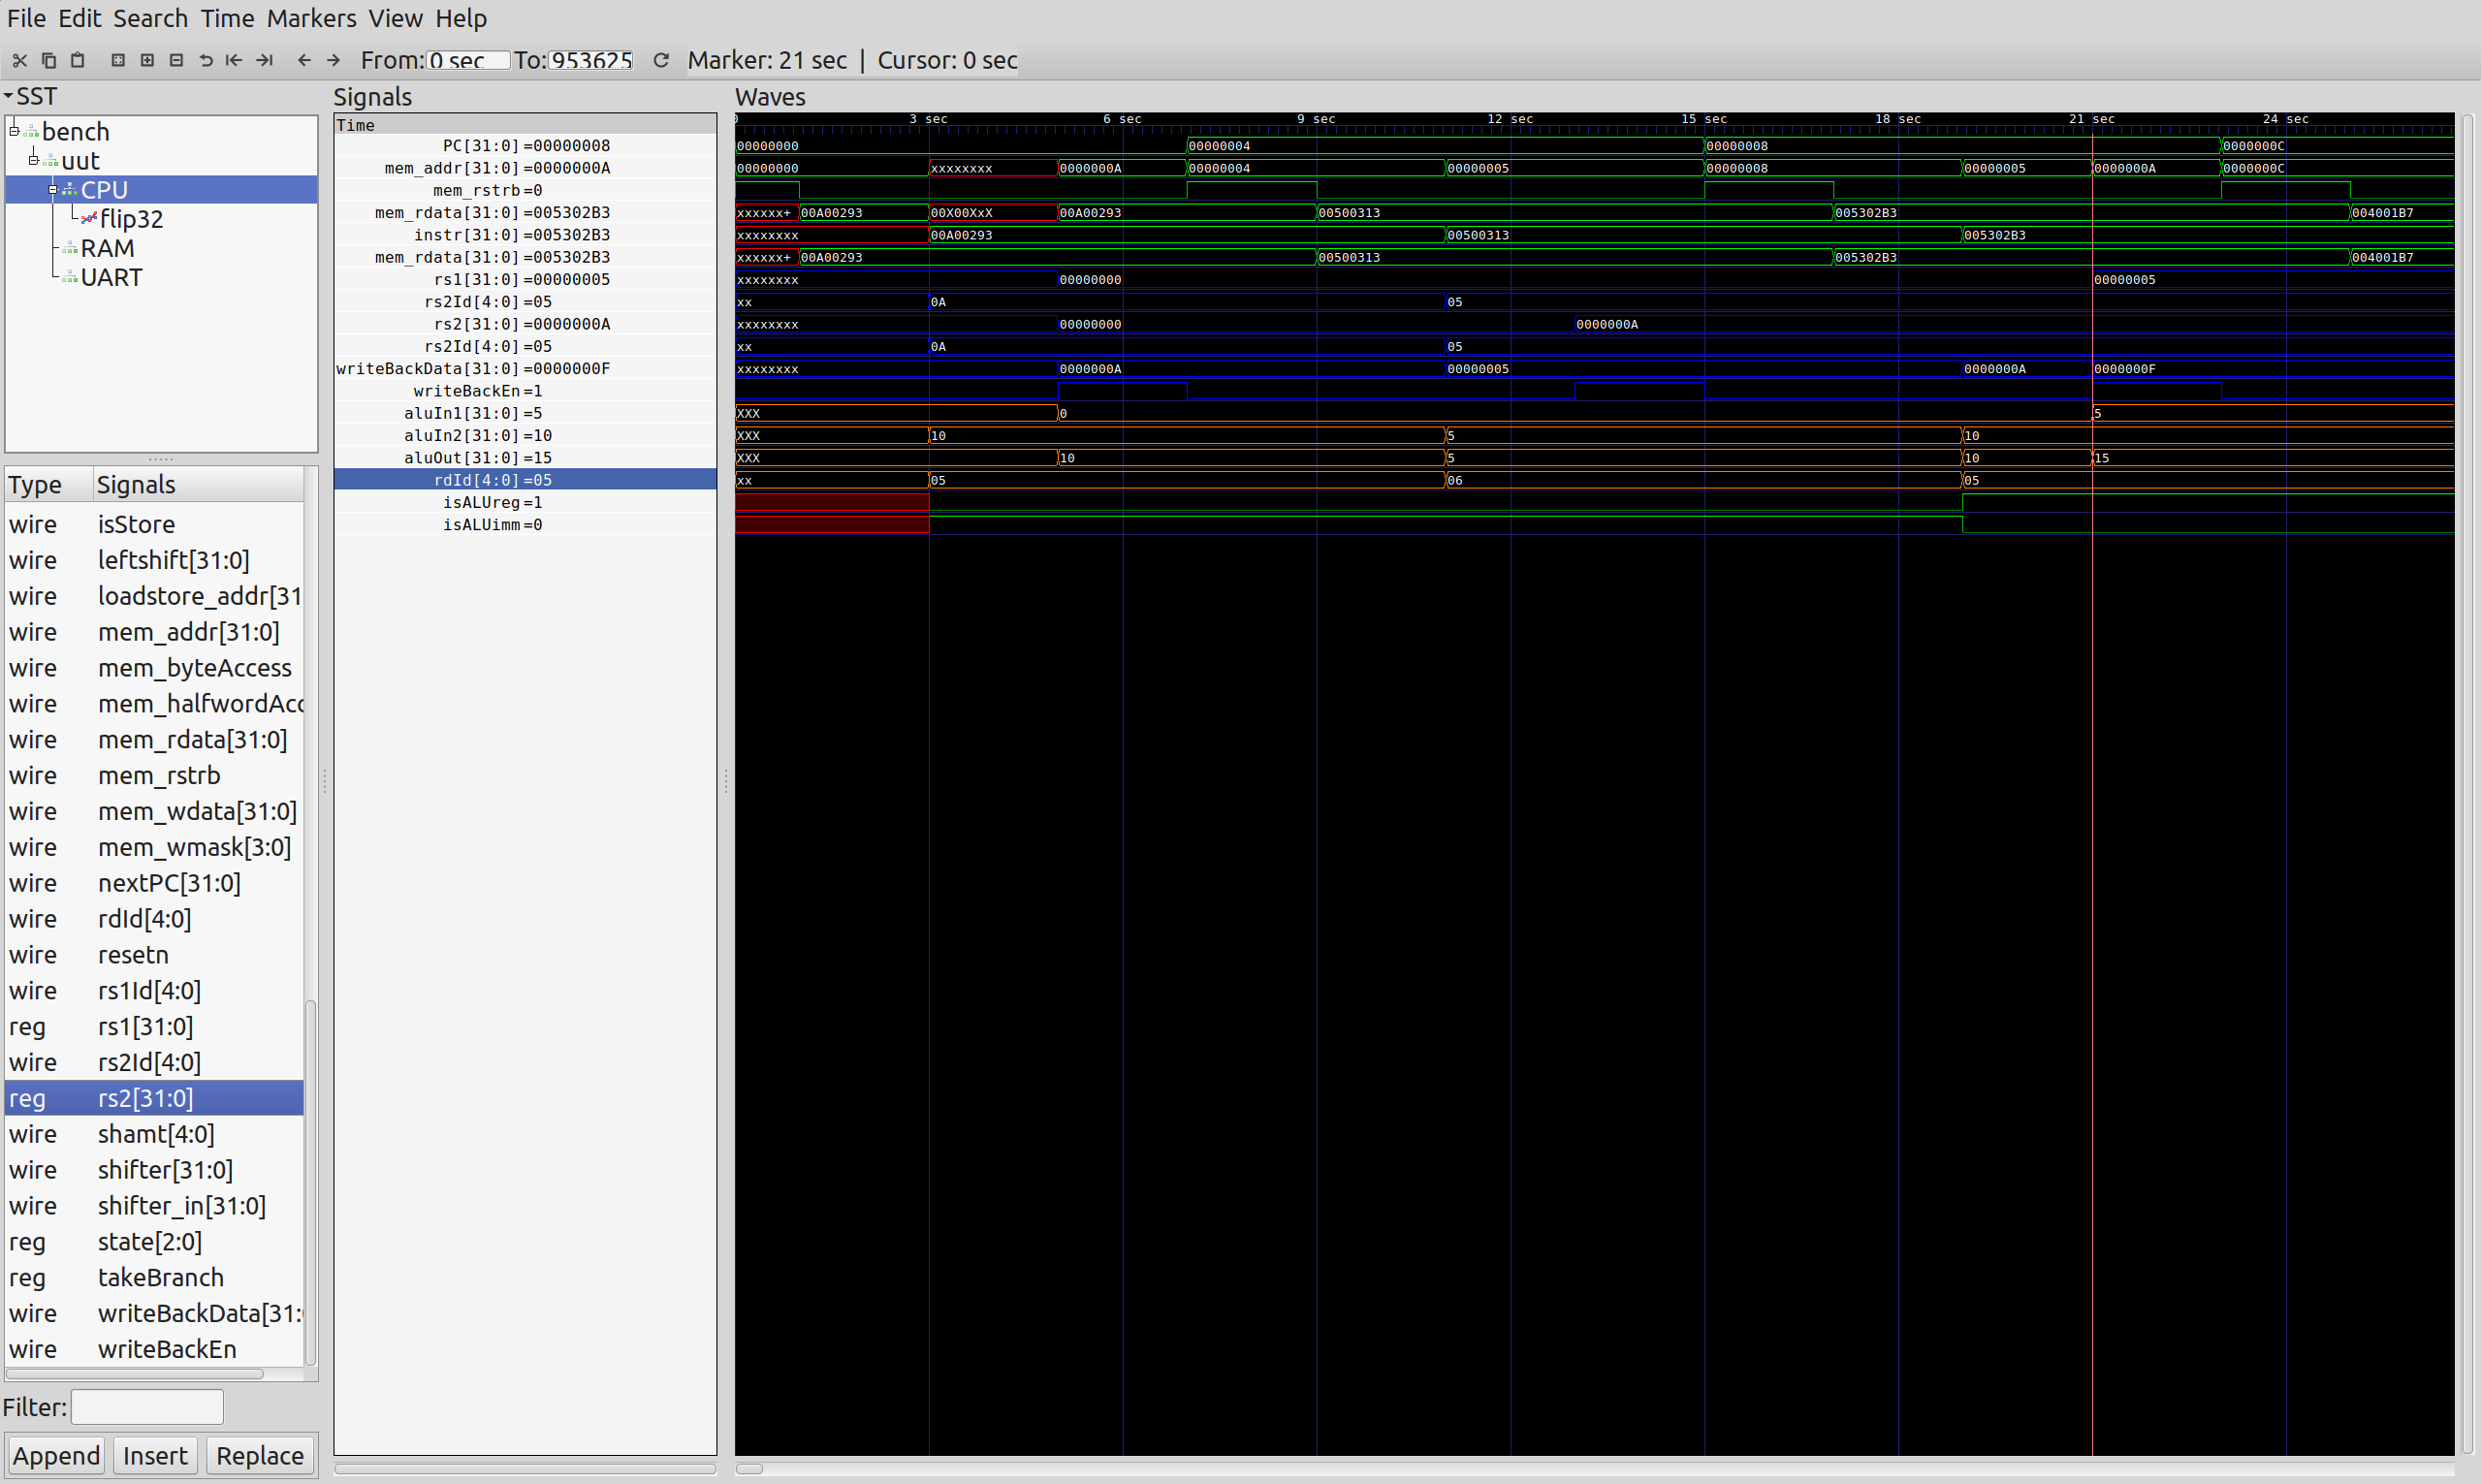 File Edit Search Time Markers View Help
From: 0 sec To: 953625 Marker: 21 sec | Cursor: 0 sec
SST
bench
uut
CPU
flip32
RAM
UART
Type Signals
wire isStore
wire leftshift[31:0]
wire loadstore_addr[31
wire mem_addr[31:0]
wire mem_byteAccess
wire mem_halfwordAcc
wire mem_rdata[31:0]
wire mem_rstrb
wire mem_wdata[31:0]
wire mem_wmask[3:0]
wire nextPC[31:0]
wire rdId[4:0]
wire resetn
wire rs1Id[4:0]
reg rs1[31:0]
wire rs2Id[4:0]
reg rs2[31:0]
wire shamt[4:0]
wire shifter[31:0]
wire shifter_in[31:0]
reg state[2:0]
reg takeBranch
wire writeBackData[31:
wire writeBackEn
Filter:
Append Insert Replace
Signals
Time
PC[31:0]=00000008
mem_addr[31:0]=0000000A
mem_rstrb=0
mem_rdata[31:0]=005302B3
instr[31:0]=005302B3
mem_rdata[31:0]=005302B3
rs1[31:0]=00000005
rs2Id[4:0]=05
rs2[31:0]=0000000A
rs2Id[4:0]=05
writeBackData[31:0]=0000000F
writeBackEn=1
aluIn1[31:0]=5
aluIn2[31:0]=10
aluOut[31:0]=15
rdId[4:0]=05
isALUreg=1
isALUimm=0
Waves
0 3 sec 6 sec 9 sec 12 sec 15 sec 18 sec 21 sec 24 sec
00000000 00000004 00000008 0000000C
00000000 xxxxxxxx 0000000A 00000004 00000005 00000008 00000005 0000000A 0000000C
xxxxxx+ 00A00293 00X00XxX 00A00293 00500313 005302B3 004001B7
xxxxxxxx 00A00293 00500313 005302B3
xxxxxx+ 00A00293 00500313 005302B3 004001B7
xxxxxxxx 00000000 00000005
xx 0A 05
xxxxxxxx 00000000 0000000A
xx 0A 05
xxxxxxxx 0000000A 00000005 0000000A 0000000F
XXX 0 5
XXX 10 5 10
XXX 10 5 10 15
xx 05 06 05